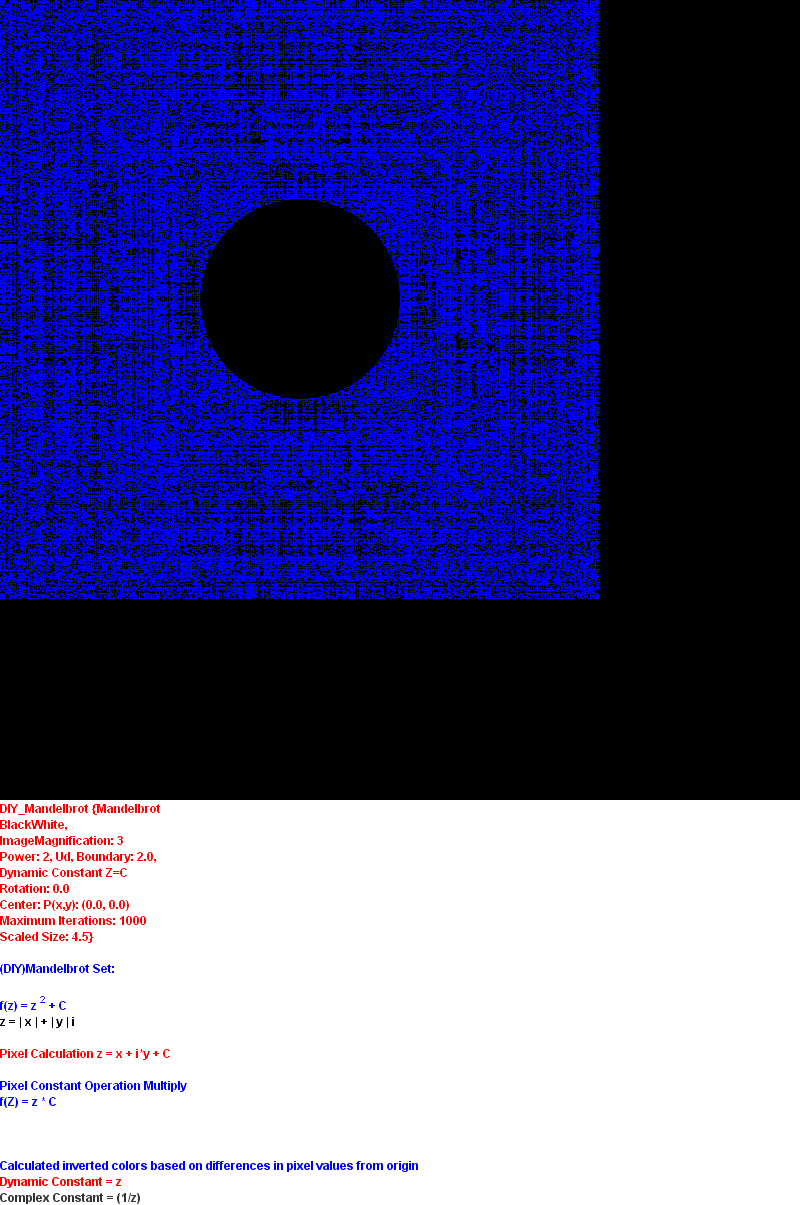 DIY_Mandelbrot {Mandelbrot
BlackWhite,
ImageMagnification: 3
Power: 2, Ud, Boundary: 2.0,
Dynamic Constant Z=C
Rotation: 0.0
Center: P(x,y): (0.0, 0.0)
Maximum Iterations: 1000
Scaled Size: 4.5}
(DIY)Mandelbrot Set:
f(z) = z 2 + C
z = | x | + | y | i
Pixel Calculation z = x + i*y + C
Pixel Constant Operation Multiply
f(Z) = z * C
Calculated inverted colors based on differences in pixel values from origin
Dynamic Constant = z
Complex Constant = (1/z)